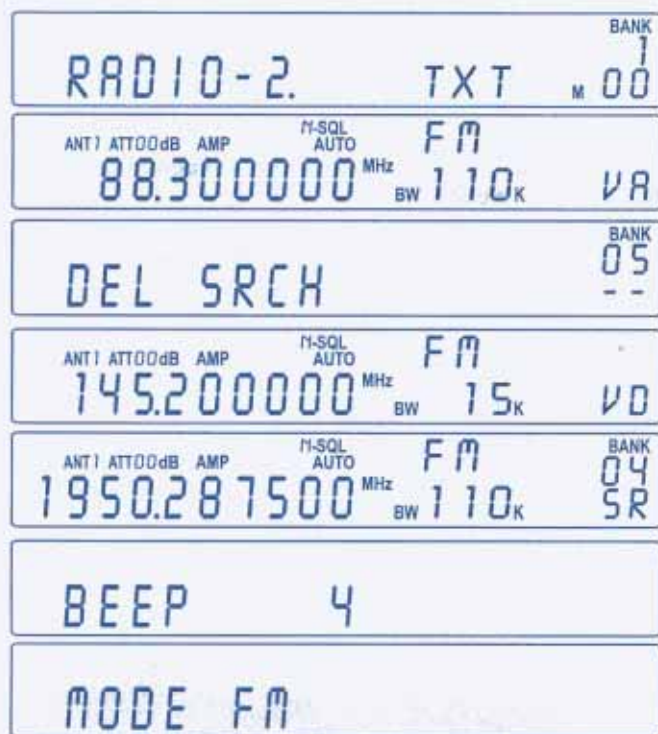 BANK
1
RADIO-2. TXT M 00
ANT1 ATT00dB AMP N-SQL AUTO FM
88.300000 MHz BW 110K VA
BANK
05
DEL SRCH --
ANT1 ATT00dB AMP N-SQL AUTO FM
145.200000 MHz BW 15K VD
ANT1 ATT00dB AMP N-SQL AUTO FM BANK
04
1950.287500 MHz BW 110K SR
BEEP 4
MODE FM